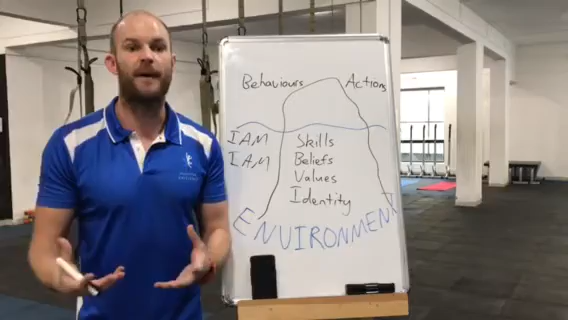 Behaviours Actions
I AM Skills
I AM Beliefs
Values
Identity
ENVIRONMENT